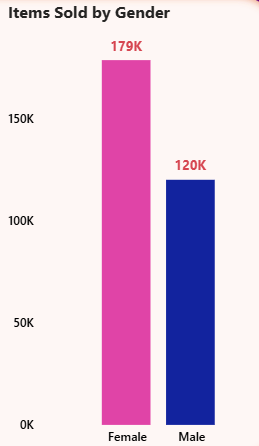 Items Sold by Gender
179K
150K
120K
100K
50K
0K
Female Male